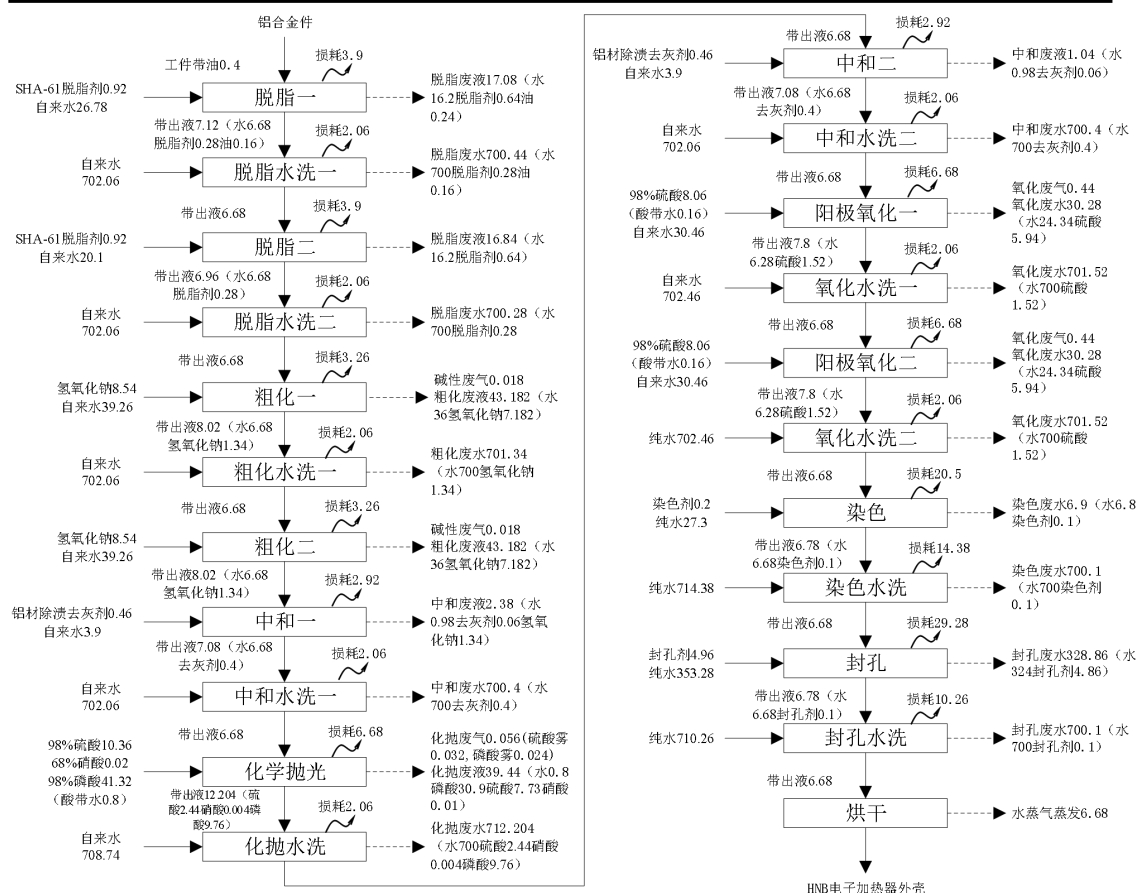 铝合金件
工件带油0.4
损耗3.9
SHA-61脱脂剂0.92
自来水26.78
脱脂一
脱脂废液17.08（水
16.2脱脂剂0.64油
0.24）
带出液7.12（水6.68
脱脂剂0.28油0.16）
损耗2.06
自来水
702.06
脱脂水洗一
脱脂废水700.44（水
700脱脂剂0.28油
0.16）
带出液6.68
损耗3.9
SHA-61脱脂剂0.92
自来水20.1
脱脂二
脱脂废液16.84（水
16.2脱脂剂0.64）
带出液6.96（水6.68
脱脂剂0.28）
损耗2.06
自来水
702.06
脱脂水洗二
脱脂废水700.28（水
700脱脂剂0.28
带出液6.68
损耗3.26
氢氧化钠8.54
自来水39.26
粗化一
碱性废气0.018
粗化废液43.182（水
36氢氧化钠7.182）
带出液8.02（水6.68
氢氧化钠1.34）
损耗2.06
自来水
702.06
粗化水洗一
粗化废水701.34
（水700氢氧化钠
1.34）
带出液6.68
损耗3.26
氢氧化钠8.54
自来水39.26
粗化二
碱性废气0.018
粗化废液43.182（水
36氢氧化钠7.182）
带出液8.02（水6.68
氢氧化钠1.34）
损耗2.92
铝材除渍去灰剂0.46
自来水3.9
中和一
中和废液2.38（水
0.98去灰剂0.06氢氧
化钠1.34）
带出液7.08（水6.68
去灰剂0.4）
损耗2.06
自来水
702.06
中和水洗一
中和废水700.4（水
700去灰剂0.4）
带出液6.68
损耗6.68
98%硫酸10.36
68%硝酸0.02
98%磷酸41.32
（酸带水0.8）
化学抛光
化抛废气0.056(硫酸雾
0.032,磷酸雾0.024)
化抛废液39.44（水0.8
磷酸30.9硫酸7.73硝酸
0.01）
带出液12.204（硫
酸2.44硝酸0.004磷
酸9.76）
损耗2.06
自来水
708.74
化抛水洗
化抛废水712.204
（水700硫酸2.44硝酸
0.004磷酸9.76）
带出液6.68
损耗2.92
铝材除渍去灰剂0.46
自来水3.9
中和二
中和废液1.04（水
0.98去灰剂0.06）
带出液7.08（水6.68
去灰剂0.4）
损耗2.06
自来水
702.06
中和水洗二
中和废水700.4（水
700去灰剂0.4）
带出液6.68
损耗6.68
98%硫酸8.06
（酸带水0.16）
自来水30.46
阳极氧化一
氧化废气0.44
氧化废水30.28
（水24.34硫酸
5.94）
带出液7.8（水
6.28硫酸1.52）
损耗2.06
自来水
702.46
氧化水洗一
氧化废水701.52
（水700硫酸
1.52）
带出液6.68
损耗6.68
98%硫酸8.06
（酸带水0.16）
自来水30.46
阳极氧化二
氧化废气0.44
氧化废水30.28
（水24.34硫酸
5.94）
带出液7.8（水
6.28硫酸1.52）
损耗2.06
纯水702.46
氧化水洗二
氧化废水701.52
（水700硫酸
1.52）
带出液6.68
损耗20.5
染色剂0.2
纯水27.3
染色
染色废水6.9（水6.8
染色剂0.1）
带出液6.78（水
6.68染色剂0.1）
损耗14.38
纯水714.38
染色水洗
染色废水700.1
（水700染色剂
0.1）
带出液6.68
损耗29.28
封孔剂4.96
纯水353.28
封孔
封孔废水328.86（水
324封孔剂4.86）
带出液6.78（水
6.68封孔剂0.1）
损耗10.26
纯水710.26
封孔水洗
封孔废水700.1（水
700封孔剂0.1）
带出液6.68
烘干
水蒸气蒸发6.68
HNB电子加热器外壳